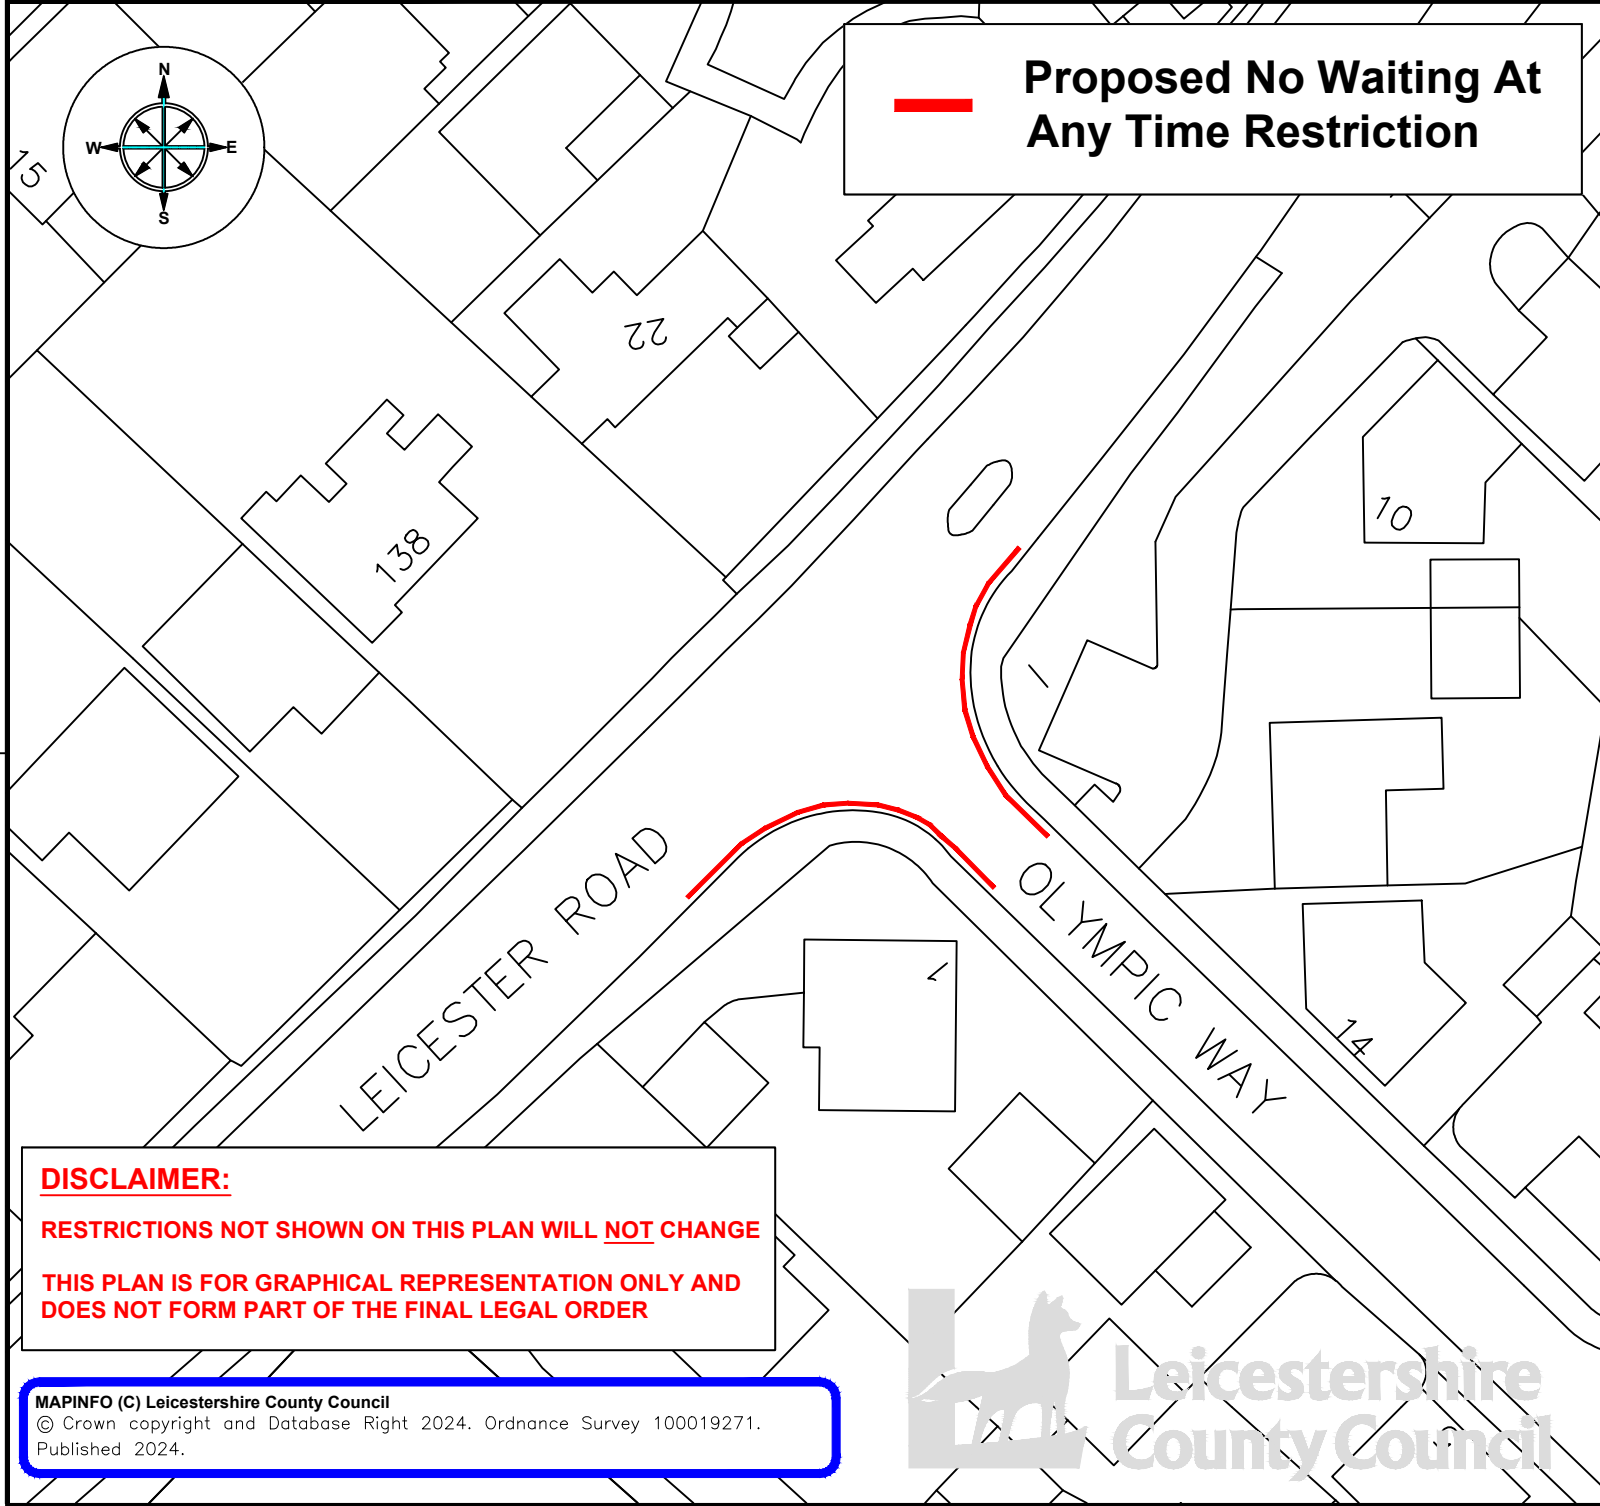 Proposed No Waiting At
Any Time Restriction
N
W
E
S
15
22
138
10
1
LEICESTER ROAD
OLYMPIC WAY
1
14
DISCLAIMER:
RESTRICTIONS NOT SHOWN ON THIS PLAN WILL NOT CHANGE
THIS PLAN IS FOR GRAPHICAL REPRESENTATION ONLY AND
DOES NOT FORM PART OF THE FINAL LEGAL ORDER
MAPINFO (C) Leicestershire County Council
© Crown copyright and Database Right 2024. Ordnance Survey 100019271.
Published 2024.
Leicestershire
County Council